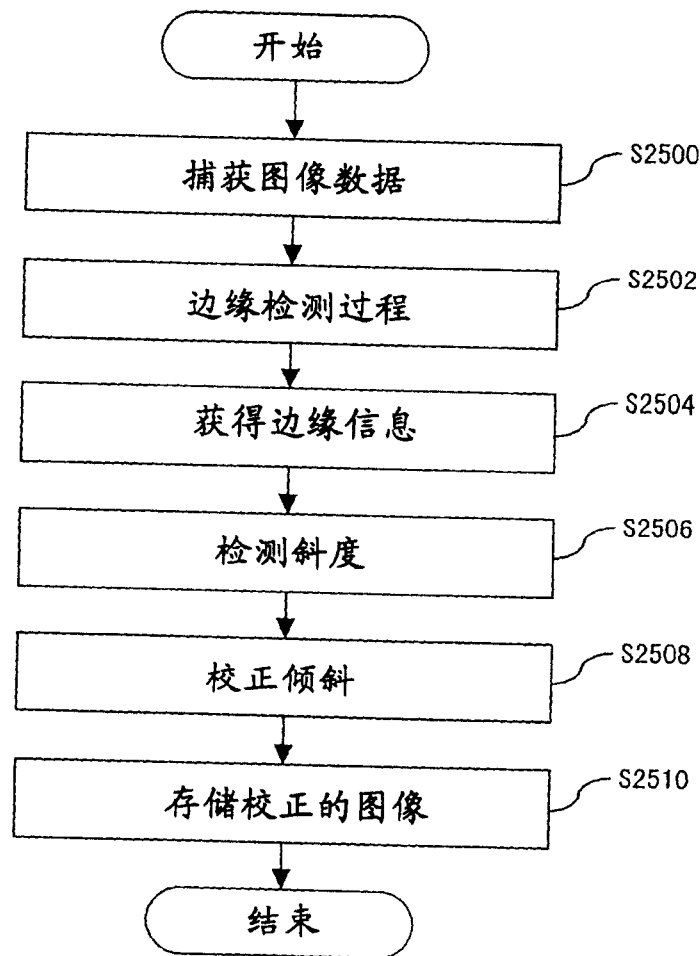 开始
捕获图像数据
S2500
边缘检测过程
S2502
获得边缘信息
S2504
检测斜度
S2506
校正倾斜
S2508
存储校正的图像
S2510
结束